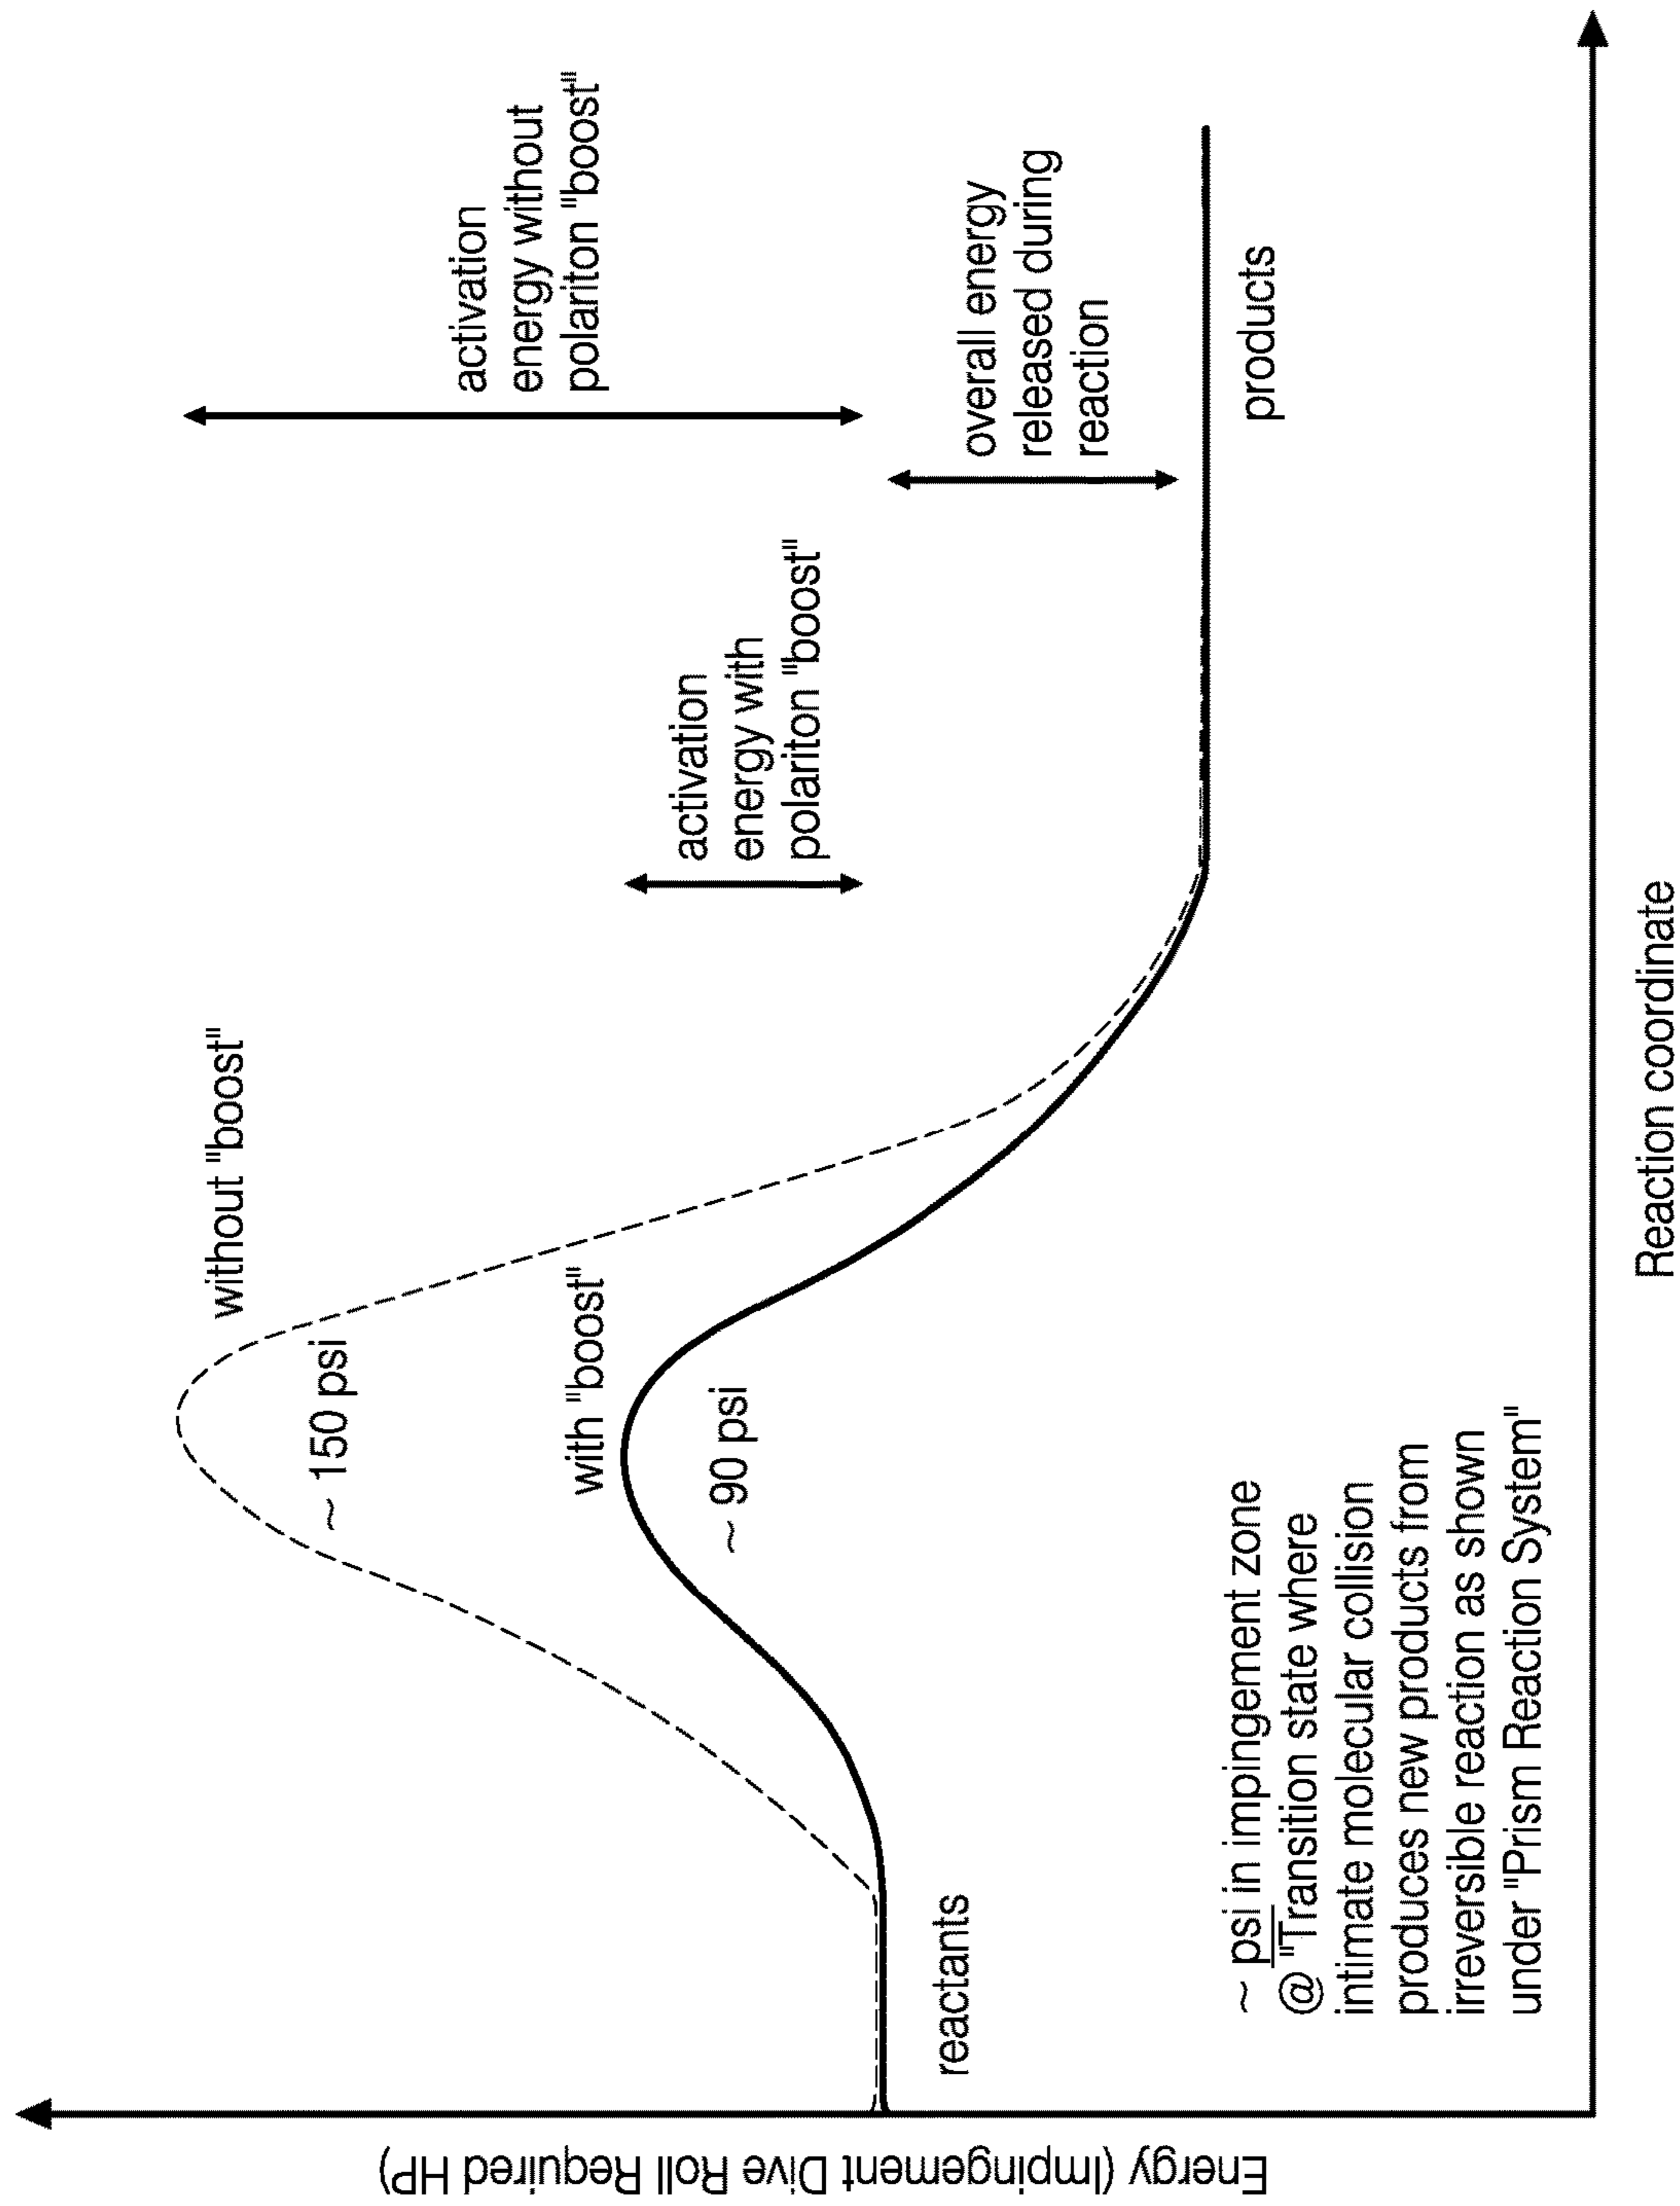 Energy (Impingement Dive Roll Required HP)
without "boost"
~ 150 psi
with "boost"
~ 90 psi
activation
energy without
polariton "boost"
activation
energy with
polariton "boost"
overall energy
released during
reaction
reactants
products
~ psi in impingement zone
@ "Transition state where
intimate molecular collision
produces new products from
irreversible reaction as shown
under "Prism Reaction System"
Reaction coordinate